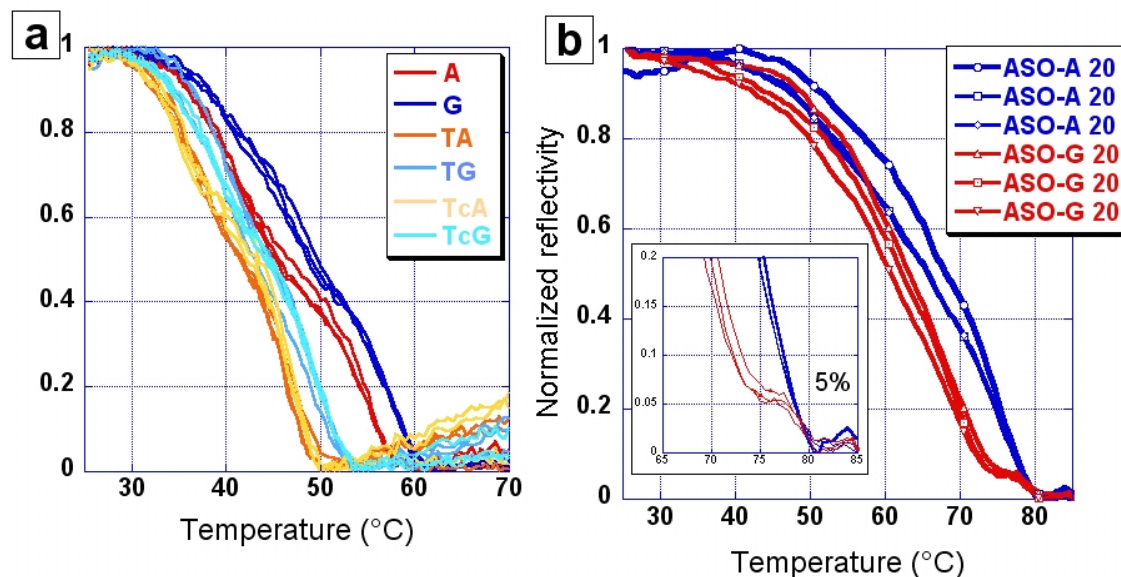 a
1
0.8
0.6
0.4
0.2
0
30 40 50 60 70
Temperature (°C)
A
G
TA
TG
TcA
TcG
b
Normalized reflectivity
1
0.8
0.6
0.4
0.2
0
30 40 50 60 70 80
Temperature (°C)
ASO-A 20
ASO-A 20
ASO-A 20
ASO-G 20
ASO-G 20
ASO-G 20
0.2
0.15
0.1
0.05
0
65 70 75 80 85
5%